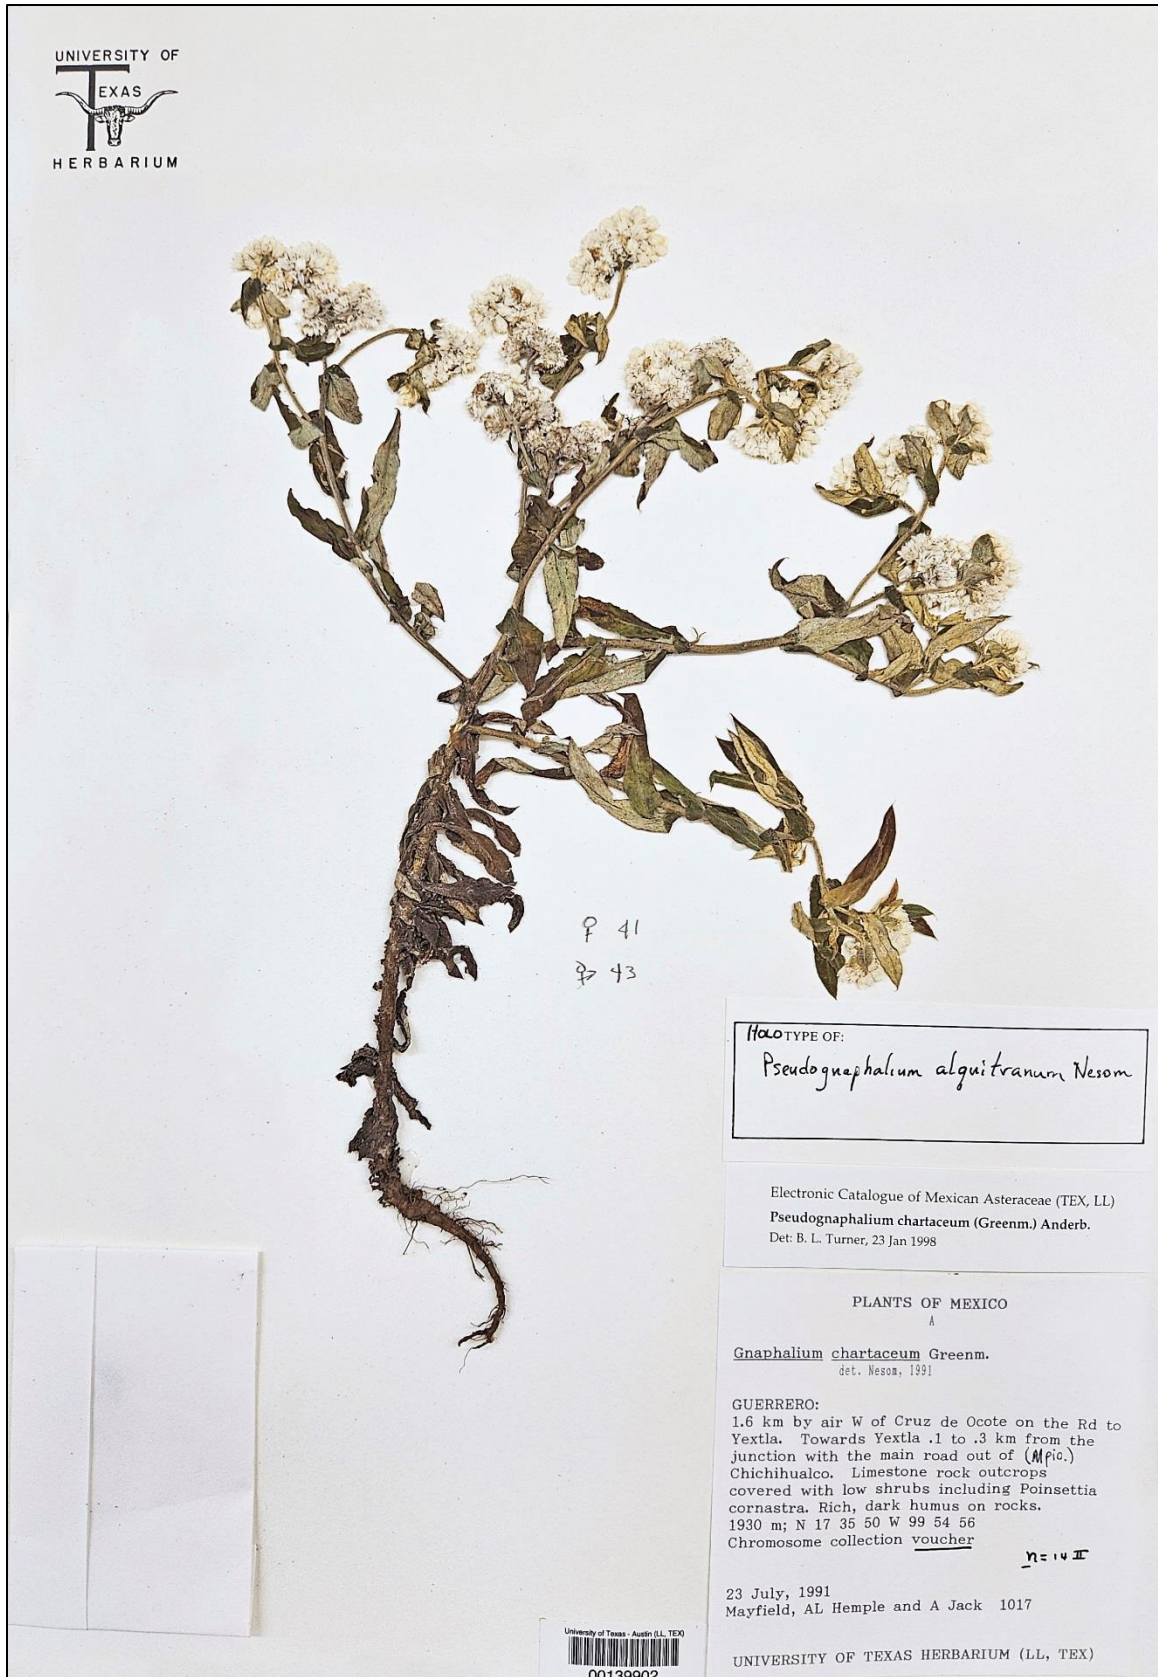 UNIVERSITY OF
TEXAS
HERBARIUM
♀ 41
43
HOLOTYPE OF:
Pseudognaphalium alquitranum Nesom
Electronic Catalogue of Mexican Asteraceae (TEX, LL)
Pseudognaphalium chartaceum (Greenm.) Anderb.
Det: B. L. Turner, 23 Jan 1998
PLANTS OF MEXICO
A
Gnaphalium chartaceum Greenm.
det. Nesom, 1991
GUERRERO:
1.6 km by air W of Cruz de Ocote on the Rd to
Yextla. Towards Yextla .1 to .3 km from the
junction with the main road out of (Mpio.)
Chichihualco. Limestone rock outcrops
covered with low shrubs including Poinsettia
cornastra. Rich, dark humus on rocks.
1930 m; N 17 35 50 W 99 54 56
Chromosome collection voucher
n=14 II
23 July, 1991
Mayfield, AL Hemple and A Jack 1017
University of Texas - Austin (LL, TEX)
00139902
UNIVERSITY OF TEXAS HERBARIUM (LL, TEX)